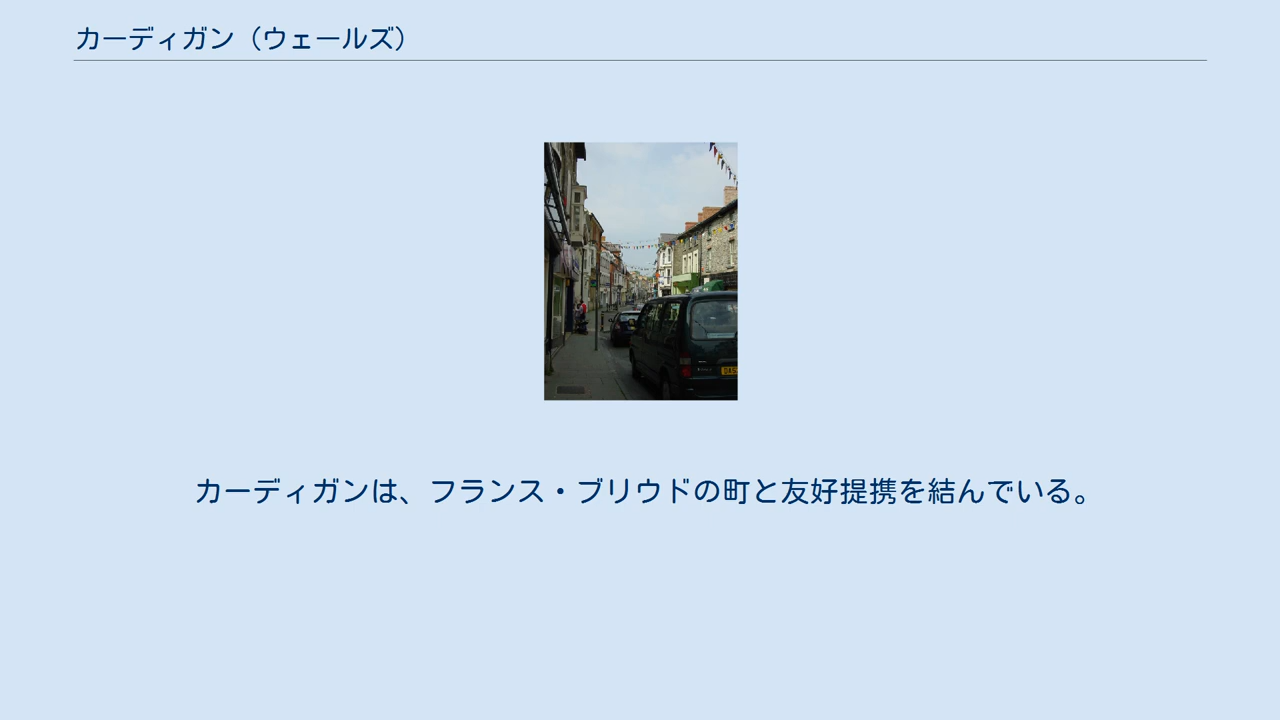 カーディガン（ウェールズ）
カーディガンは、フランス・ブリウドの町と友好提携を結んでいる。